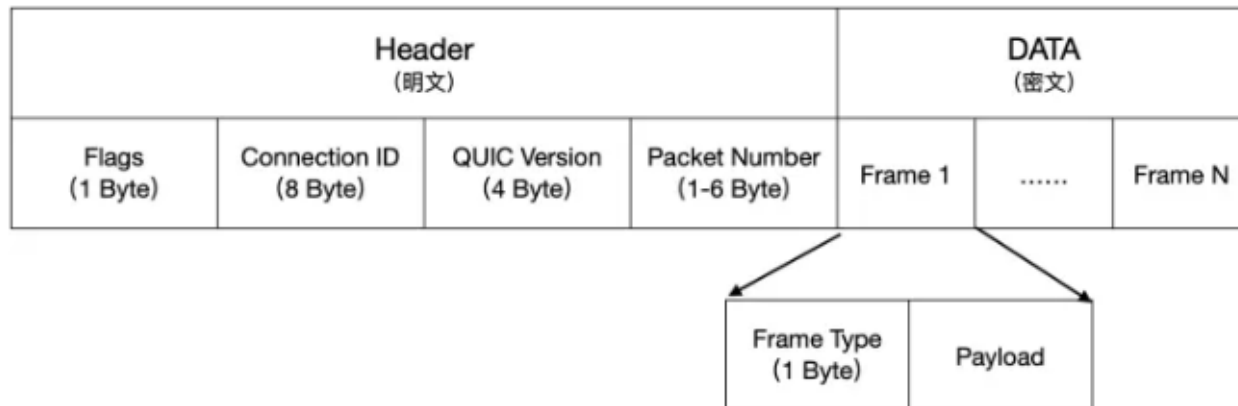 Header
(明文)
DATA
(密文)
Flags
(1 Byte)
Connection ID
(8 Byte)
QUIC Version
(4 Byte)
Packet Number
(1-6 Byte)
Frame 1
......
Frame N
Frame Type
(1 Byte)
Payload